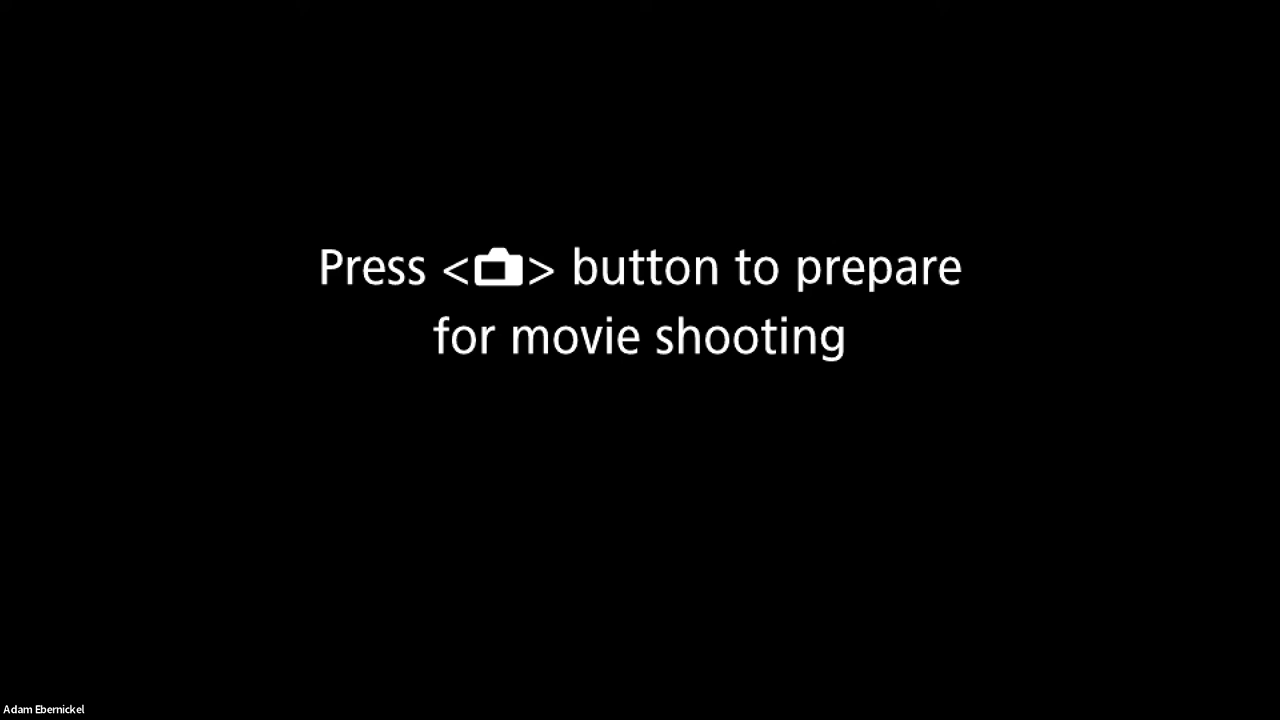 Press <📷> button to prepare
for movie shooting
Adam Ebernickel